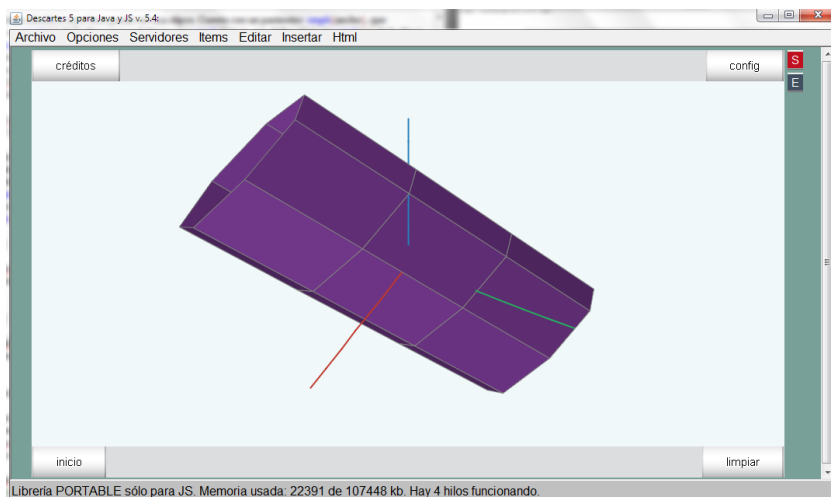 Descartes 5 para Java y JS v. 5.4:
Archivo Opciones Servidores Items Editar Insertar Html
créditos
config
S
E
inicio
limpiar
Librería PORTABLE sólo para JS. Memoria usada: 22391 de 107448 kb. Hay 4 hilos funcionando.